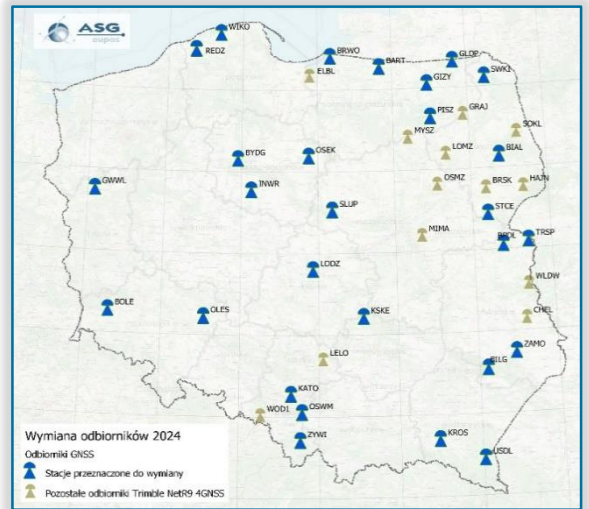 ASG
eupos
WIKO
REDZ
BRWO
GLDP
BART
ELBL
SWKI
GIZY
PISZ
GRAJ
SOKL
MYSZ
BYDG
OSEK
LOMZ
BIAL
GWWL
INWR
OSMZ
BRSK
HAJN
SLUP
STCE
MIMA
TRSP
BPDL
LODZ
WLDW
BOLE
OLES
KSKE
CHEL
ZAMO
LELO
BILG
KATO
WOD1
OSWM
ZYWI
KROS
USDL
Wymiana odbiorników 2024
Odbiorniki GNSS
Stacje przeznaczone do wymiany
Pozostałe odbiorniki Trimble NetR9 4GNSS